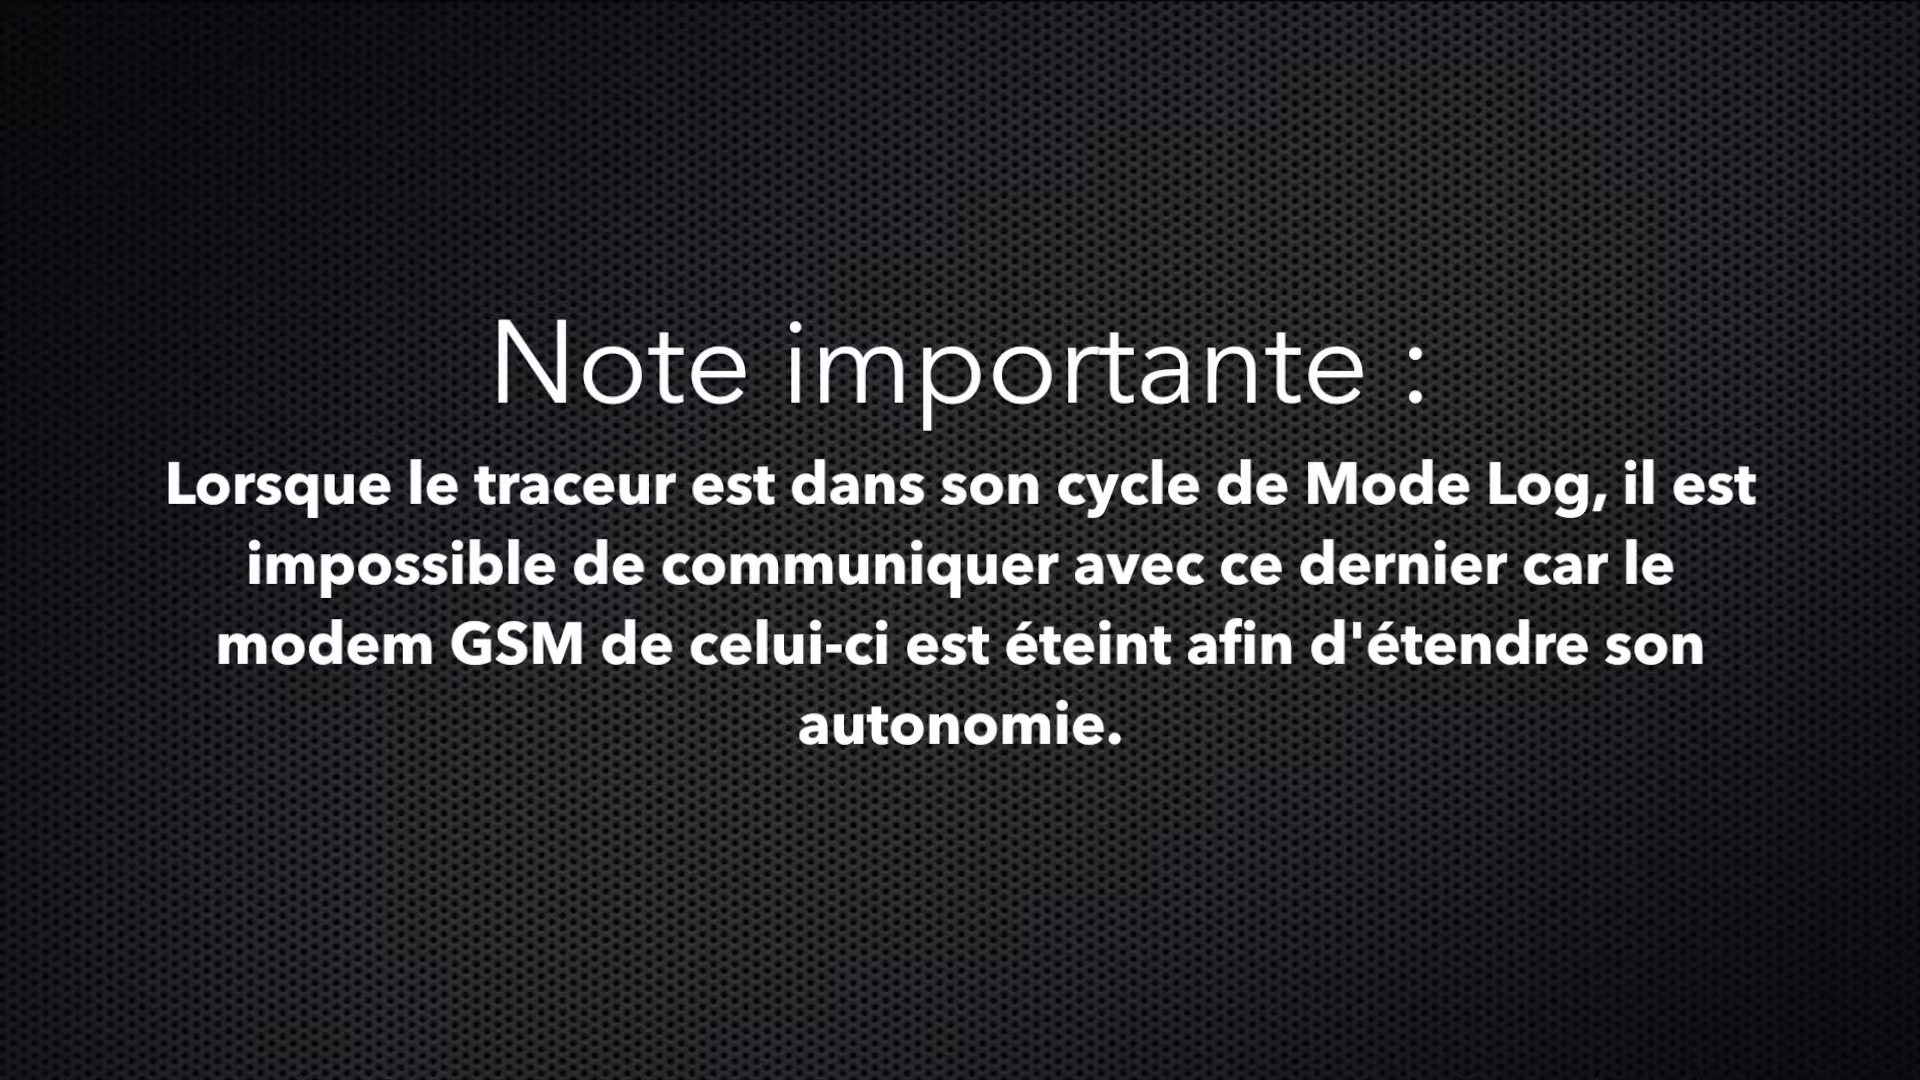 Note importante :
Lorsque le traceur est dans son cycle de Mode Log, il est
impossible de communiquer avec ce dernier car le
modem GSM de celui-ci est éteint afin d'étendre son
autonomie.